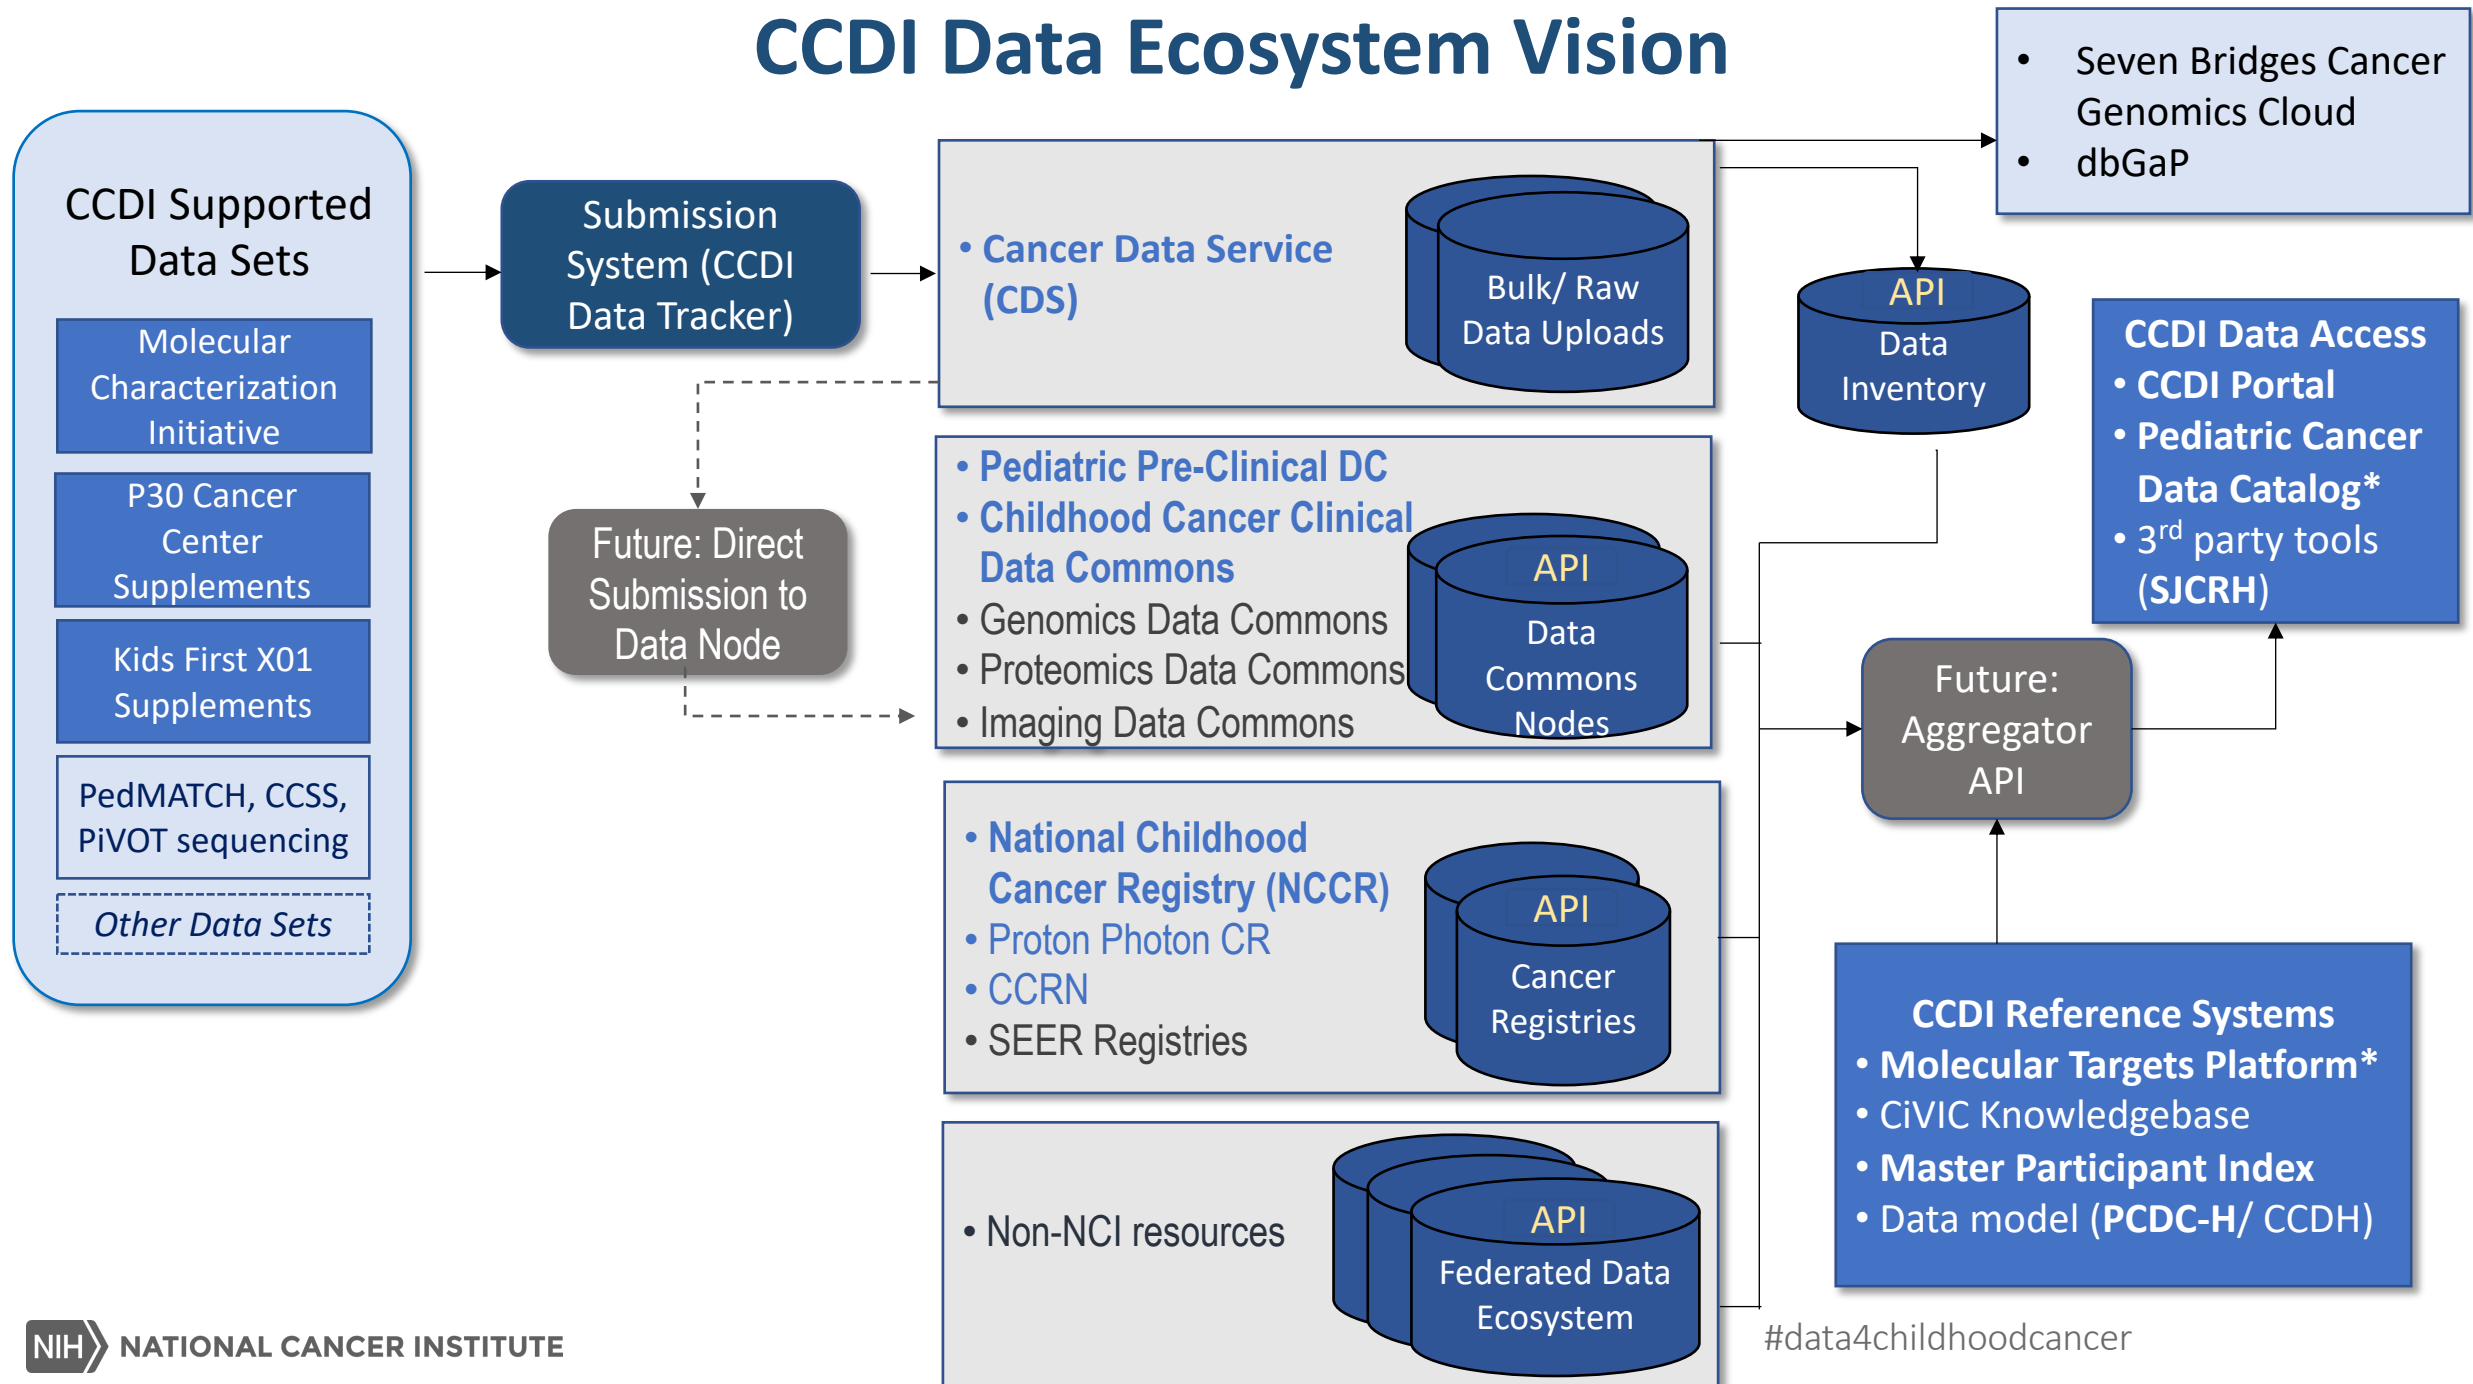 CCDI Data Ecosystem Vision
• Seven Bridges Cancer
Genomics Cloud
• dbGaP
CCDI Supported
Data Sets
Molecular
Characterization
Initiative
P30 Cancer
Center
Supplements
Kids First X01
Supplements
PedMATCH, CCSS,
PiVOT sequencing
Other Data Sets
Submission
System (CCDI
Data Tracker)
• Cancer Data Service
(CDS)
Bulk/ Raw
Data Uploads
API
Data
Inventory
Future: Direct
Submission to
Data Node
• Pediatric Pre-Clinical DC
• Childhood Cancer Clinical
Data Commons
• Genomics Data Commons
• Proteomics Data Commons
• Imaging Data Commons
API
Data
Commons
Nodes
• National Childhood
Cancer Registry (NCCR)
• Proton Photon CR
• CCRN
• SEER Registries
API
Cancer
Registries
• Non-NCI resources
API
Federated Data
Ecosystem
CCDI Data Access
• CCDI Portal
• Pediatric Cancer
Data Catalog*
• 3rd party tools
(SJCRH)
Future:
Aggregator
API
CCDI Reference Systems
• Molecular Targets Platform*
• CiVIC Knowledgebase
• Master Participant Index
• Data model (PCDC-H/ CCDH)
NIH NATIONAL CANCER INSTITUTE
#data4childhoodcancer